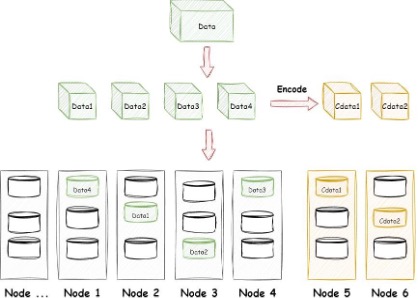 Data
Data1 Data2 Data3 Data4 Encode Cdata1 Cdata2
Data4 Data3 Cdata1
Data1 Cdata2
Data2
Node ... Node 1 Node 2 Node 3 Node 4 Node 5 Node 6